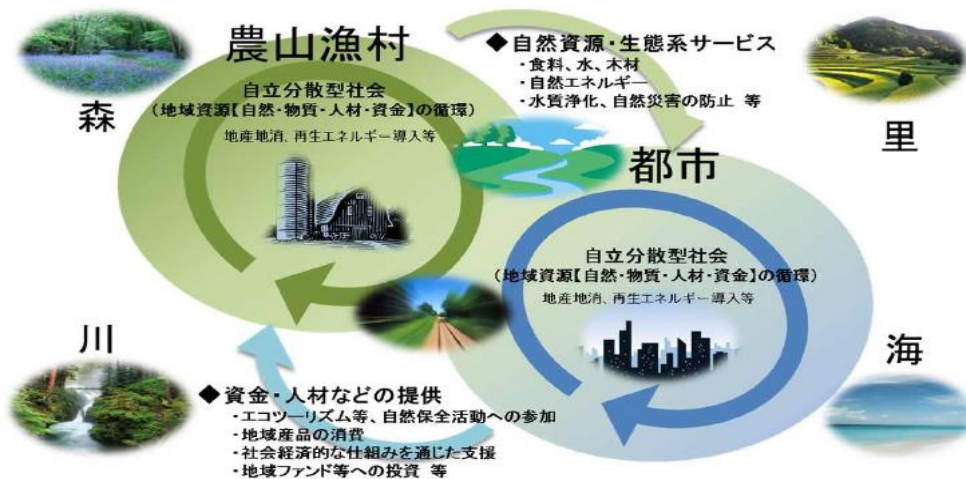 農山漁村
森
自立分散型社会
(地域資源【自然・物質・人材・資金】の循環)
地産地消、再生エネルギー導入等
◆自然資源・生態系サービス
・食料、水、木材
・自然エネルギー
・水質浄化、自然災害の防止 等
里
都市
自立分散型社会
(地域資源【自然・物質・人材・資金】の循環)
地産地消、再生エネルギー導入等
川
◆資金・人材などの提供
・エコツーリズム等、自然保全活動への参加
・地域産品の消費
・社会経済的な仕組みを通じた支援
・地域ファンド等への投資 等
海